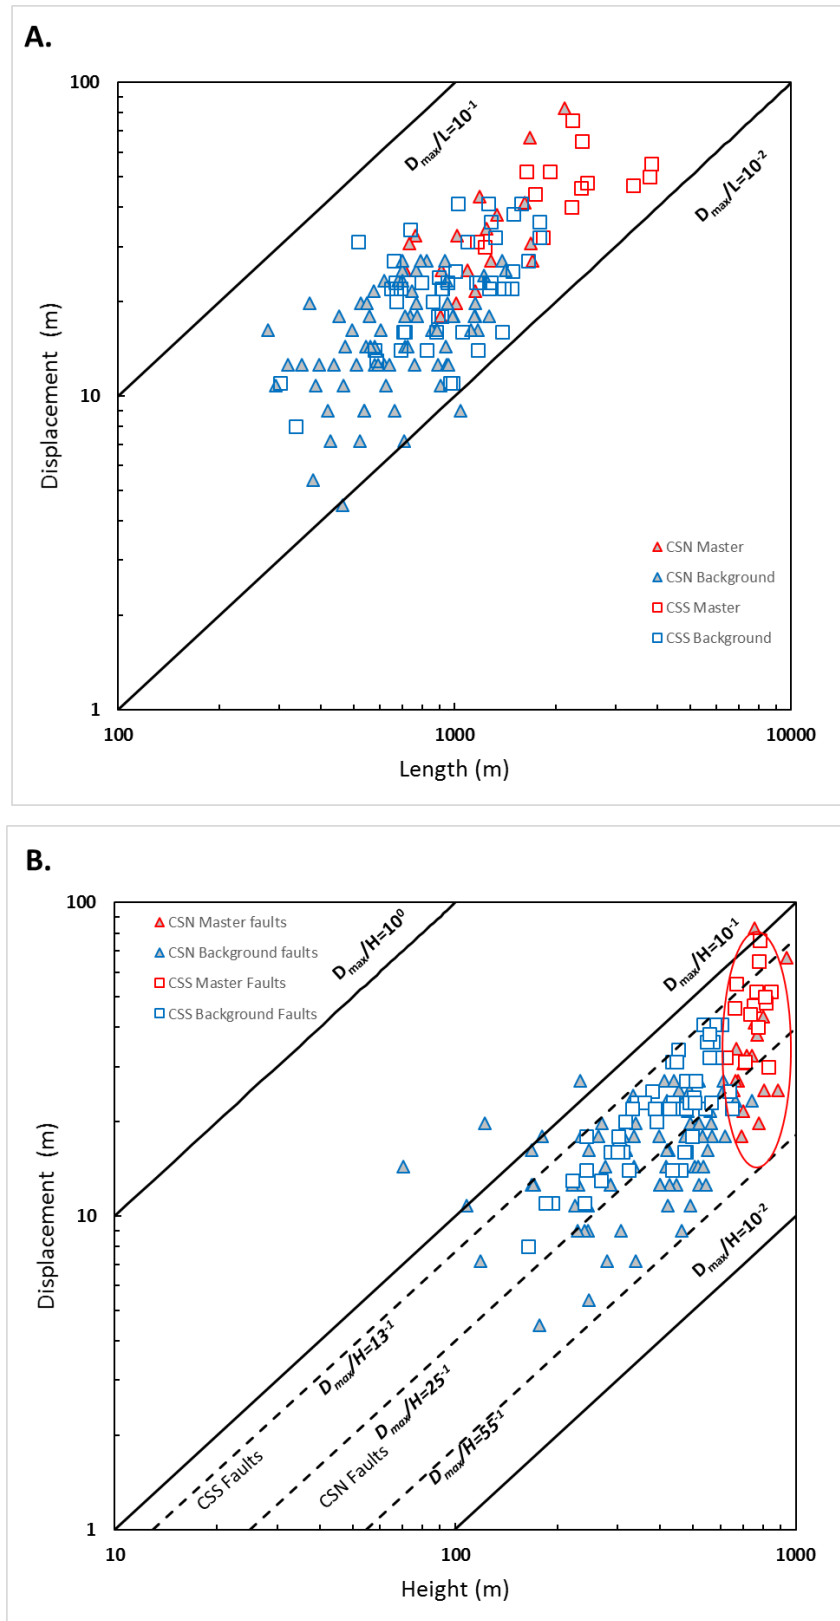 A.
100
10
1
Displacement (m)
Dmax/L=10-1
Dmax/L=10-2
CSN Master
CSN Background
CSS Master
CSS Background
100
1000
10000
Length (m)
B.
100
10
1
Displacement (m)
CSN Master faults
CSN Background faults
CSS Master Faults
CSS Background Faults
Dmax/H=10⁰
Dmax/H=10-1
Dmax/H=10-2
Dmax/H=13-1
Dmax/H=25-1
Dmax/H=55-1
CSS Faults
CSN Faults
10
100
1000
Height (m)